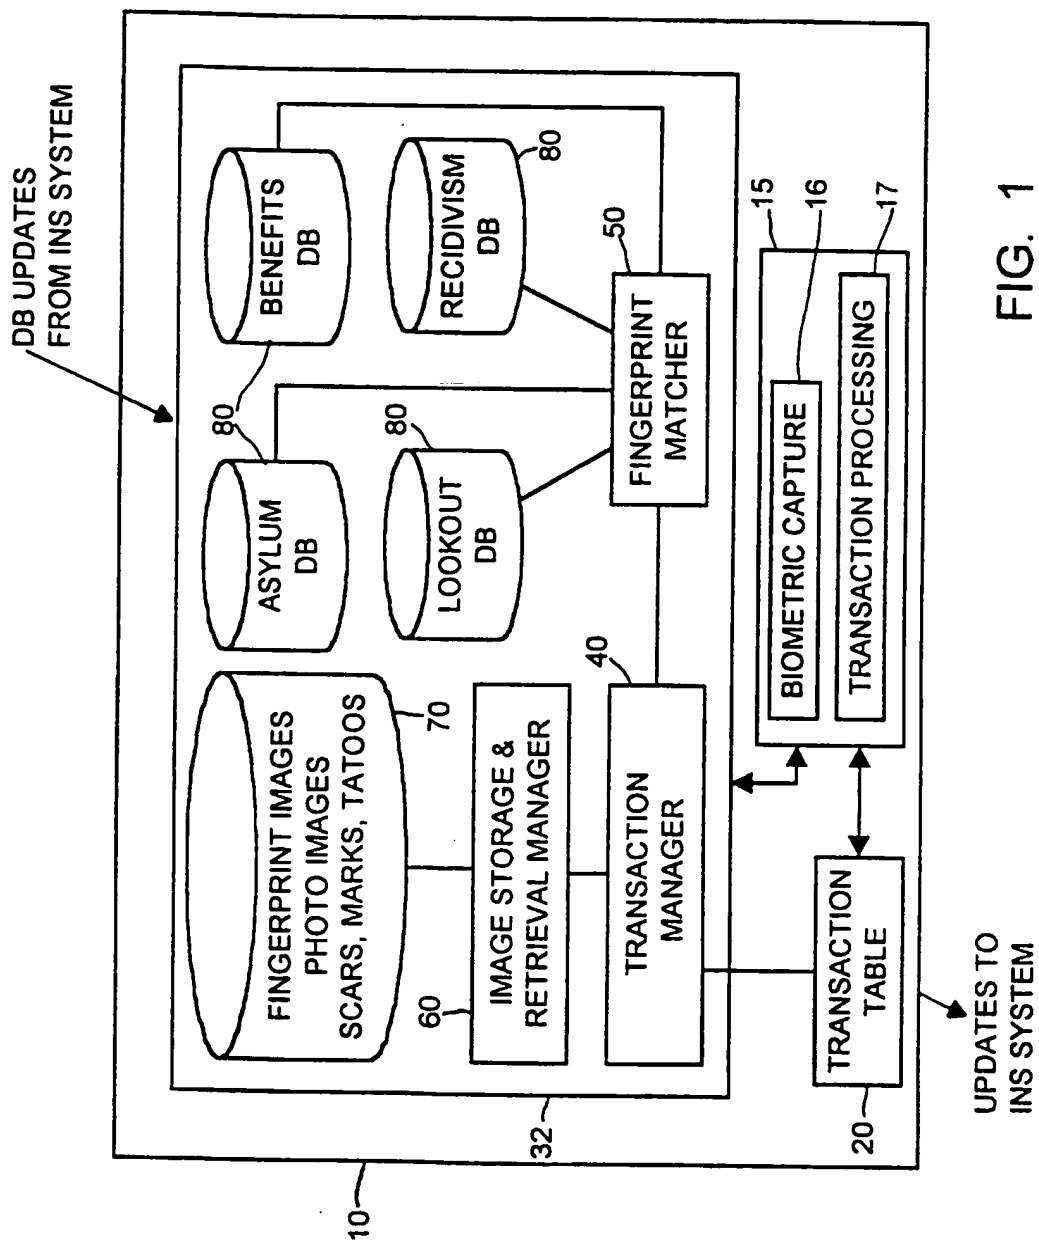 DB UPDATES
FROM INS SYSTEM
10
32
FINGERPRINT IMAGES
PHOTO IMAGES
SCARS, MARKS, TATOOS
70
ASYLUM
DB
80
BENEFITS
DB
80
LOOKOUT
DB
80
RECIDIVISM
DB
80
60
IMAGE STORAGE &
RETRIEVAL MANAGER
TRANSACTION
MANAGER
40
FINGERPRINT
MATCHER
50
15
BIOMETRIC CAPTURE
16
TRANSACTION PROCESSING
17
TRANSACTION
TABLE
20
UPDATES TO
INS SYSTEM
FIG. 1